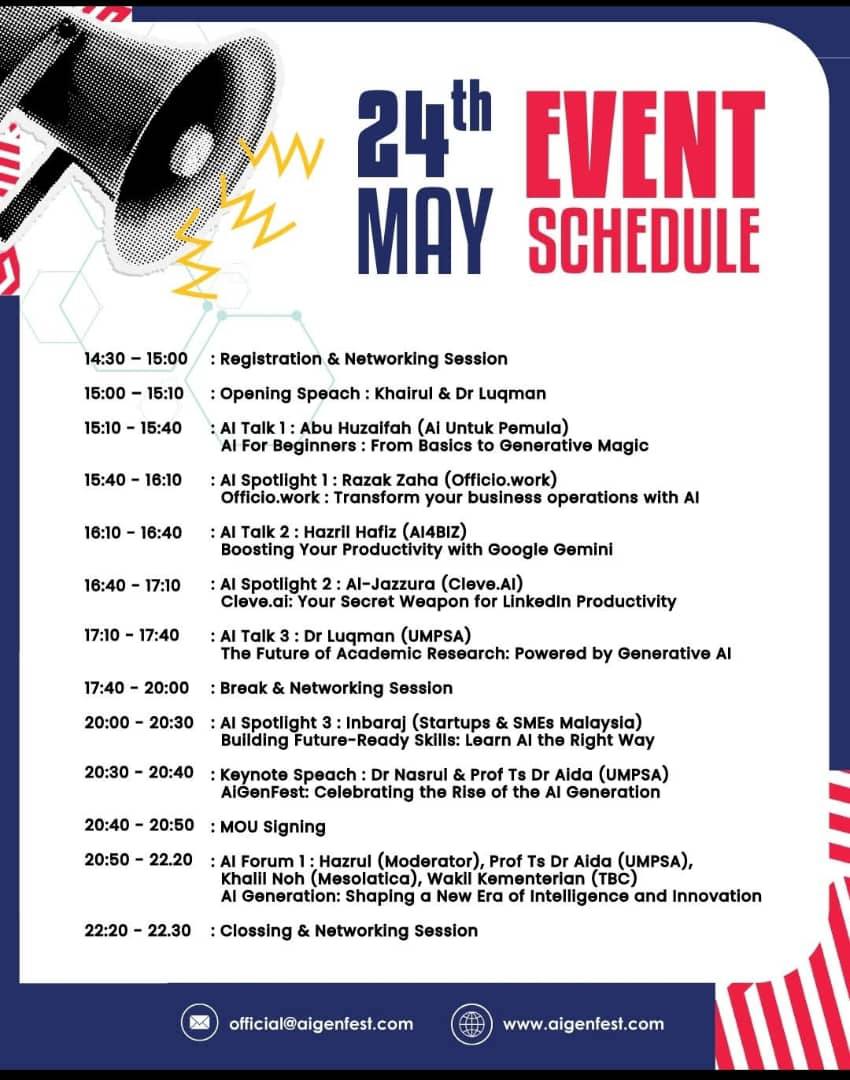 24th
MAY
EVENT
SCHEDULE
14:30 – 15:00 : Registration & Networking Session
15:00 – 15:10 : Opening Speach : Khairul & Dr Luqman
15:10 - 15:40 : AI Talk 1 : Abu Huzaifah (Ai Untuk Pemula)
AI For Beginners : From Basics to Generative Magic
15:40 - 16:10 : AI Spotlight 1 : Razak Zaha (Officio.work)
Officio.work : Transform your business operations with AI
16:10 - 16:40 : AI Talk 2 : Hazril Hafiz (AI4BIZ)
Boosting Your Productivity with Google Gemini
16:40 - 17:10 : AI Spotlight 2 : Al-Jazzura (Cleve.AI)
Cleve.ai: Your Secret Weapon for LinkedIn Productivity
17:10 - 17:40 : AI Talk 3 : Dr Luqman (UMPSA)
The Future of Academic Research: Powered by Generative AI
17:40 - 20:00 : Break & Networking Session
20:00 - 20:30 : AI Spotlight 3 : Inbaraj (Startups & SMEs Malaysia)
Building Future-Ready Skills: Learn AI the Right Way
20:30 - 20:40 : Keynote Speach : Dr Nasrul & Prof Ts Dr Aida (UMPSA)
AiGenFest: Celebrating the Rise of the AI Generation
20:40 - 20:50 : MOU Signing
20:50 - 22.20 : AI Forum 1 : Hazrul (Moderator), Prof Ts Dr Aida (UMPSA),
Khalil Noh (Mesolatica), Wakil Kementerian (TBC)
AI Generation: Shaping a New Era of Intelligence and Innovation
22:20 - 22.30 : Clossing & Networking Session
official@aigenfest.com
www.aigenfest.com